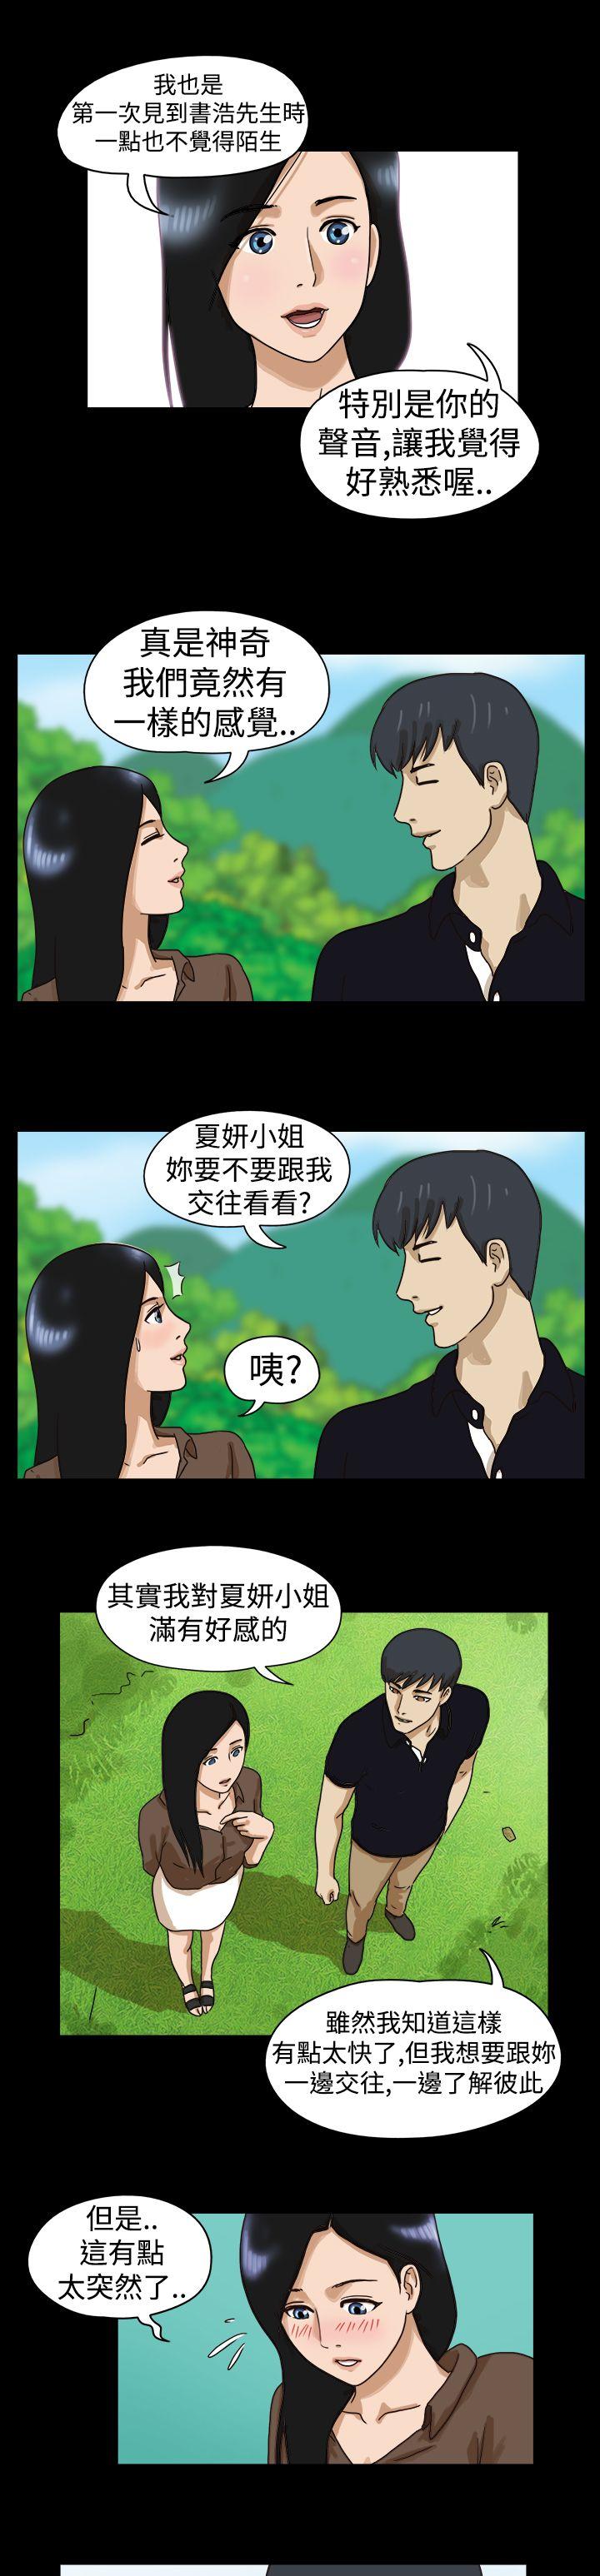 我也是
第一次見到書浩先生時
一點也不覺得陌生
特別是你的
聲音,讓我覺得
好熟悉喔..
真是神奇
我們竟然有
一樣的感覺..
夏妍小姐
妳要不要跟我
交往看看?
咦?
其實我對夏妍小姐
滿有好感的
雖然我知道這樣
有點太快了,但我想要跟妳
一邊交往,一邊了解彼此
但是..
這有點
太突然了..